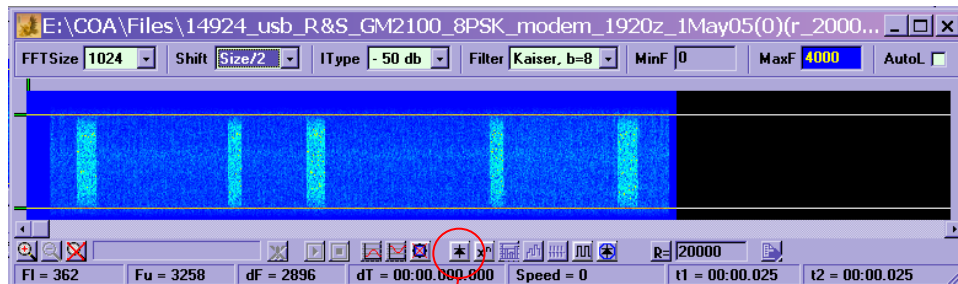 E:\COA\Files\14924_usb_R&S_GM2100_8PSK_modem_1920z_1May05(0)(r_2000...
FFTSize 1024 Shift Size/2 IType - 50 db Filter Kaiser, b=8 MinF 0 MaxF 4000 AutoL
R= 20000
Fl = 362 Fu = 3258 dF = 2896 dT = 00:00.000.000 Speed = 0 t1 = 00:00.025 t2 = 00:00.025